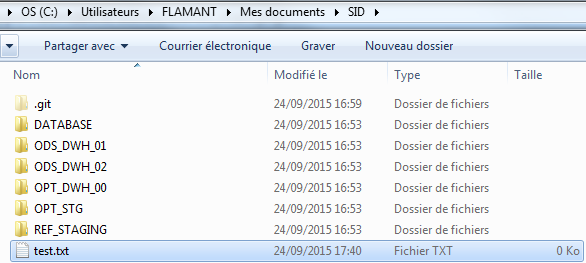 OS (C:) Utilisateurs FLAMANT Mes documents SID
Partager avec Courrier électronique Graver Nouveau dossier
Nom Modifié le Type Taille
.git 24/09/2015 16:59 Dossier de fichiers
DATABASE 24/09/2015 16:53 Dossier de fichiers
ODS_DWH_01 24/09/2015 16:53 Dossier de fichiers
ODS_DWH_02 24/09/2015 16:53 Dossier de fichiers
OPT_DWH_00 24/09/2015 16:53 Dossier de fichiers
OPT_STG 24/09/2015 16:53 Dossier de fichiers
REF_STAGING 24/09/2015 16:53 Dossier de fichiers
test.txt 24/09/2015 17:40 Fichier TXT 0 Ko